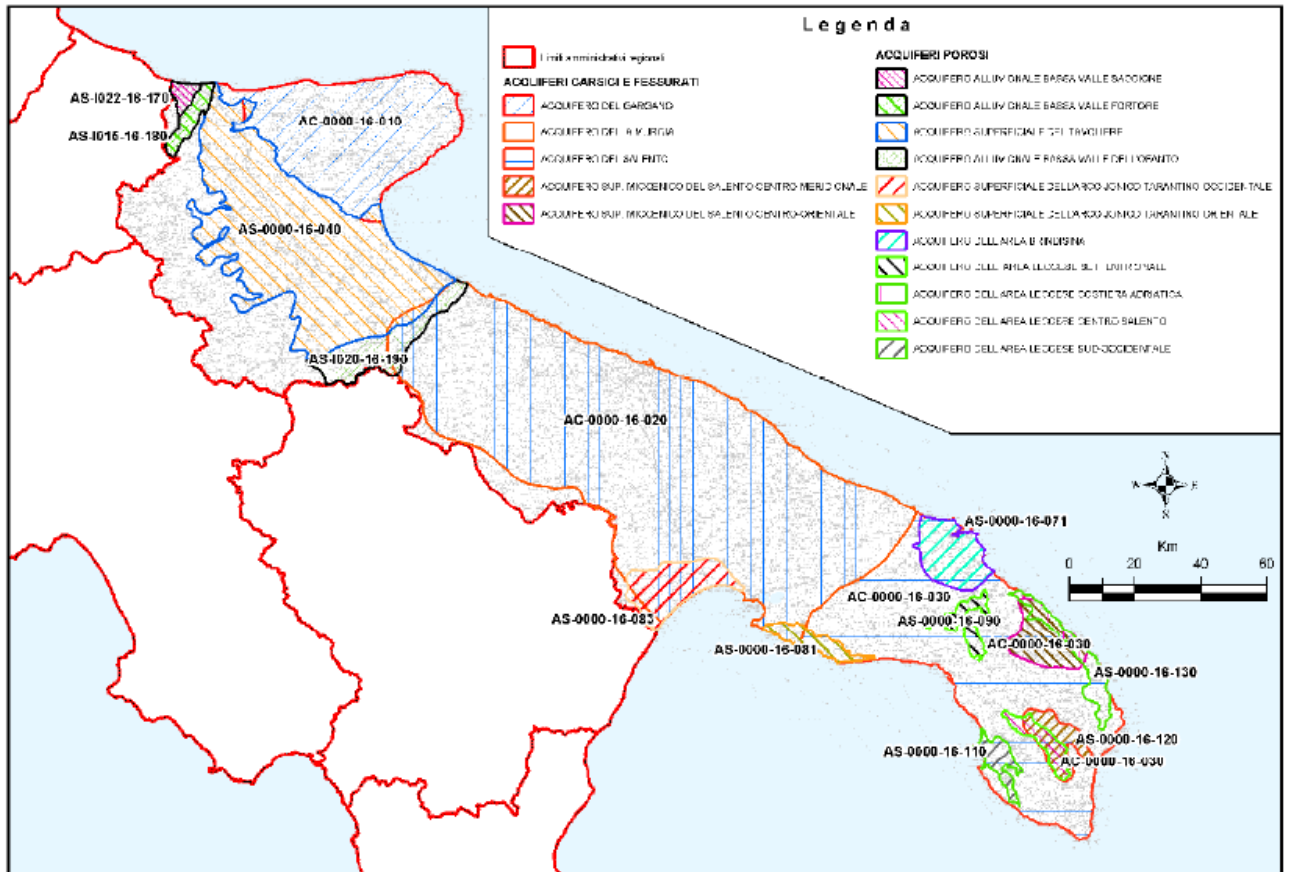 Legenda
Limiti amministrativi regionali
ACQUIFERI CARSICI E FESSURATI
ACQUIFERO DEL GARGANO
ACQUIFERO DELLA MURGIA
ACQUIFERO DEL SALENTO
ACQUIFERO SUP. MIOCENICO DEL SALENTO CENTRO MERIDIONALE
ACQUIFERO SUP. MIOCENICO DEL SALENTO CENTRO-ORIENTALE
ACQUIFERI POROSI
ACQUIFERO ALLUVIONALE BASSA VALLE SACCIONE
ACQUIFERO ALLUVIONALE BASSA VALLE FORTORE
ACQUIFERO SUPERFICIALE DEL TAVOLIERE
ACQUIFERO ALLUVIONALE BASSA VALLE DELL'OFANTO
ACQUIFERO SUPERFICIALE DELL'ARCO JONICO TARANTINO OCCIDENTALE
ACQUIFERO SUPERFICIALE DELL'ARCO JONICO TARANTINO ORIENTALE
ACQUIFERO DELL'AREA BRINDISINA
ACQUIFERO DELL'AREA LECCESE SETTENTRIONALE
ACQUIFERO DELL'AREA LECCESE COSTIERA ADRIATICA
ACQUIFERO DELL'AREA LECCESE CENTRO SALENTO
ACQUIFERO DELL'AREA LECCESE SUD-OCCIDENTALE
AS-I022-16-170
AS-I015-16-180
AC-0000-16-010
AS-0000-16-040
AS-I020-16-190
AC-0000-16-020
N
W E
S
Km
0 20 40 60
AS-0000-16-071
AC-0000-16-030
AS-0000-16-083
AS-0000-16-090
AC-0000-16-030
AS-0000-16-081
AS-0000-16-130
AS-0000-16-110
AS-0000-16-120
AC-0000-16-030